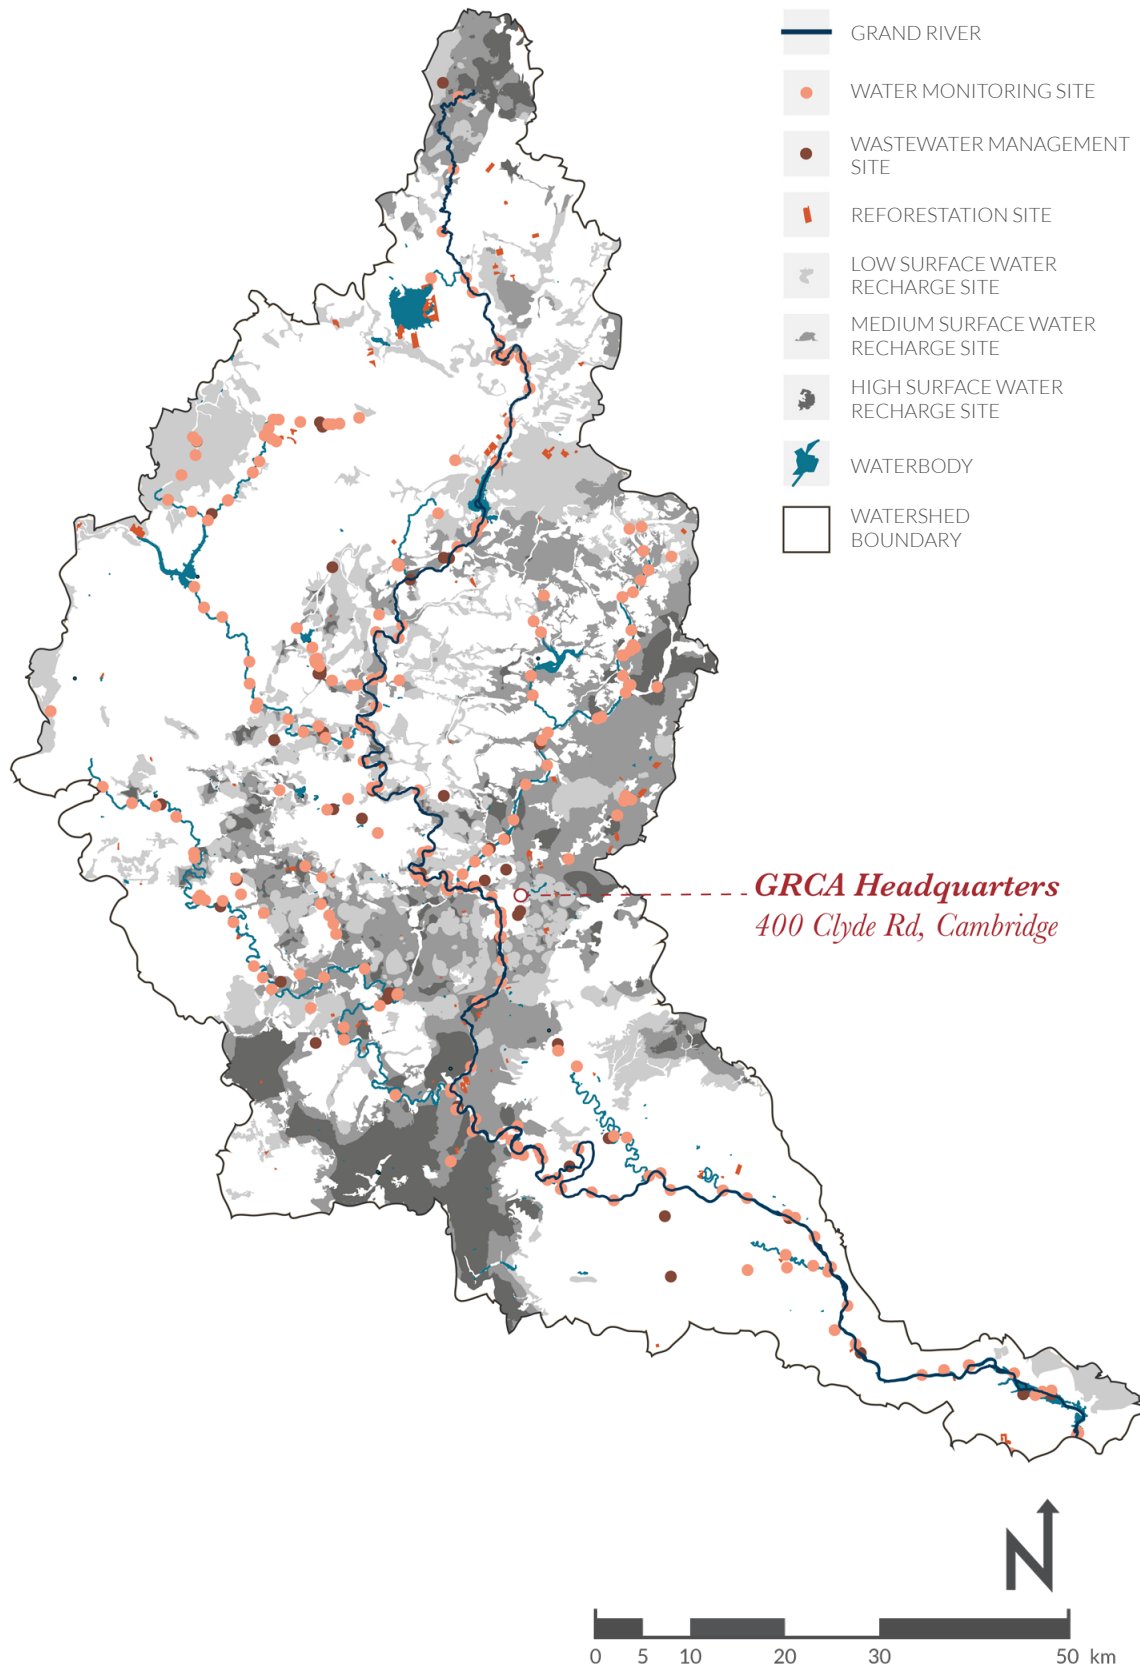 GRAND RIVER
WATER MONITORING SITE
WASTEWATER MANAGEMENT
SITE
REFORESTATION SITE
LOW SURFACE WATER
RECHARGE SITE
MEDIUM SURFACE WATER
RECHARGE SITE
HIGH SURFACE WATER
RECHARGE SITE
WATERBODY
WATERSHED
BOUNDARY
GRCA Headquarters
400 Clyde Rd, Cambridge
N
0 5 10 20 30 50 km